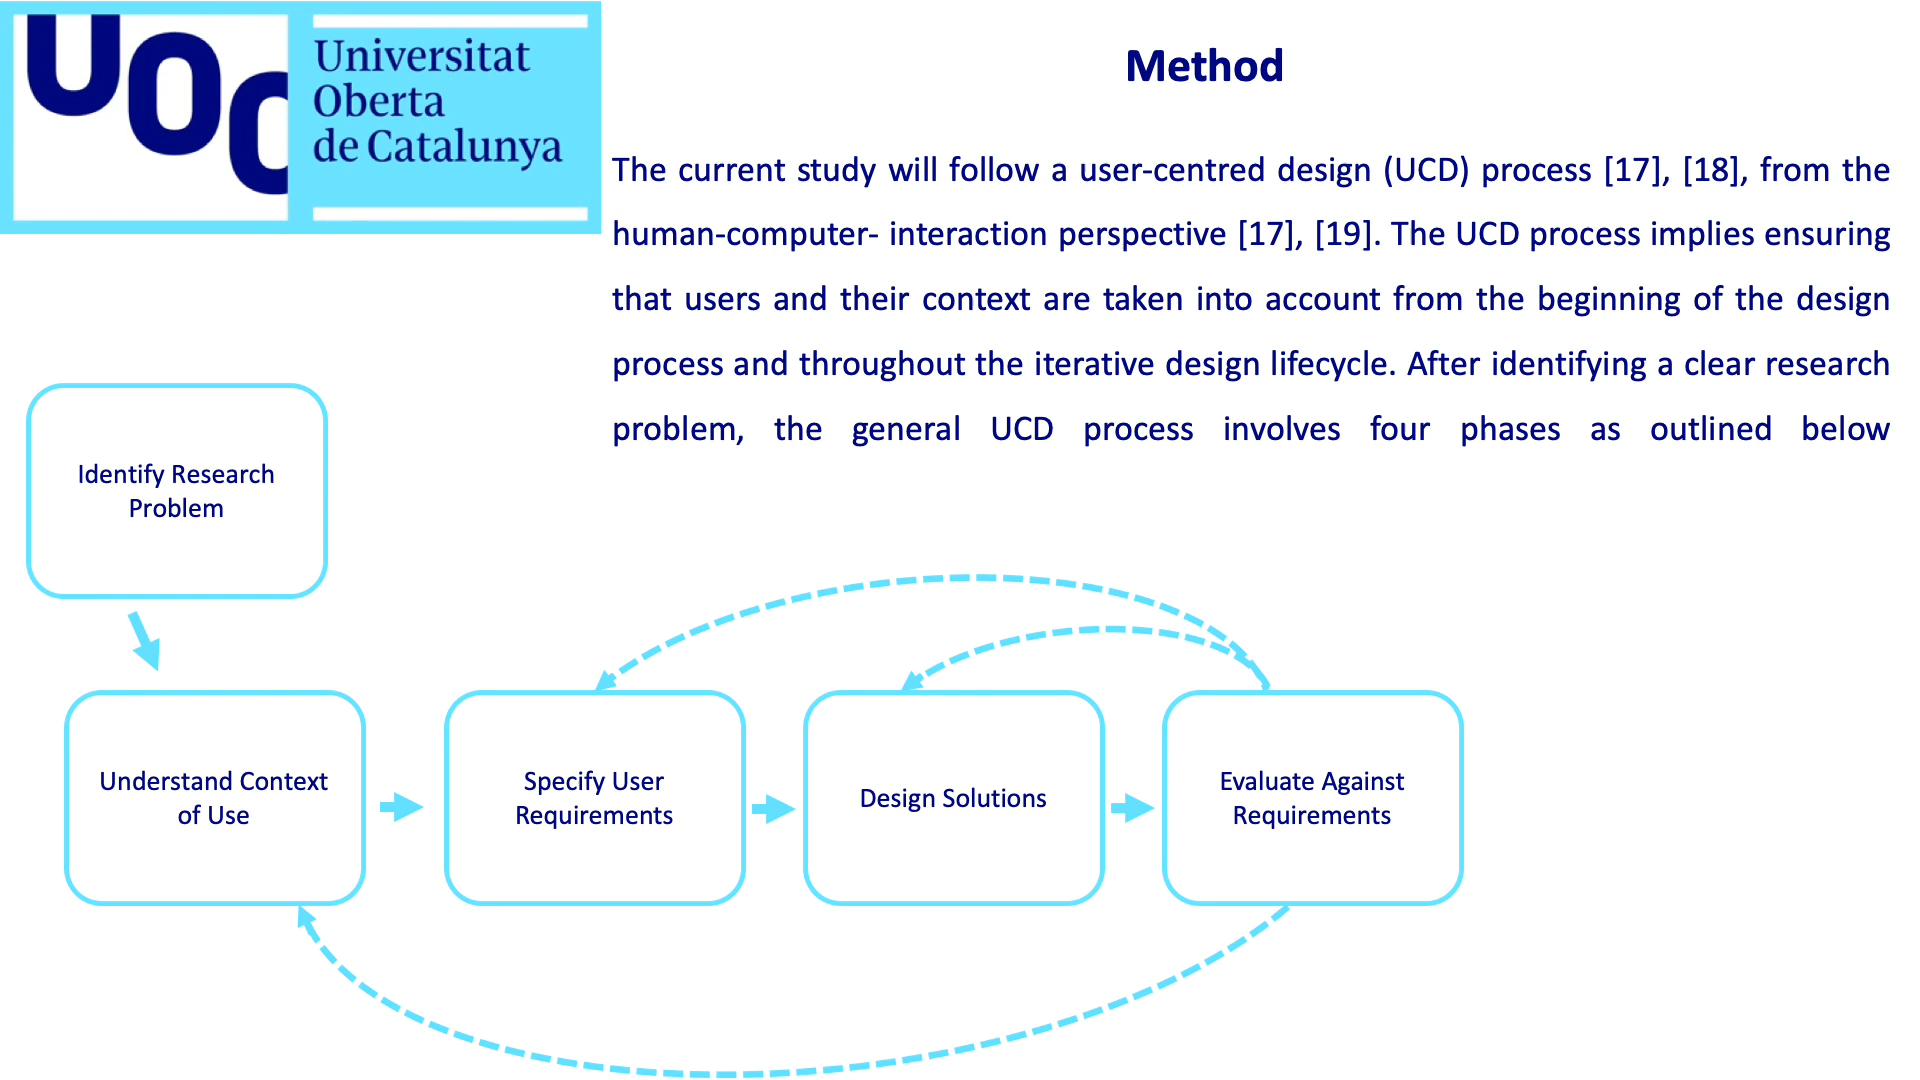 UOC
Universitat
Oberta
de Catalunya
Method
The current study will follow a user-centred design (UCD) process [17], [18], from the
human-computer- interaction perspective [17], [19]. The UCD process implies ensuring
that users and their context are taken into account from the beginning of the design
process and throughout the iterative design lifecycle. After identifying a clear research
problem, the general UCD process involves four phases as outlined below
Identify Research
Problem
Understand Context
of Use
Specify User
Requirements
Design Solutions
Evaluate Against
Requirements